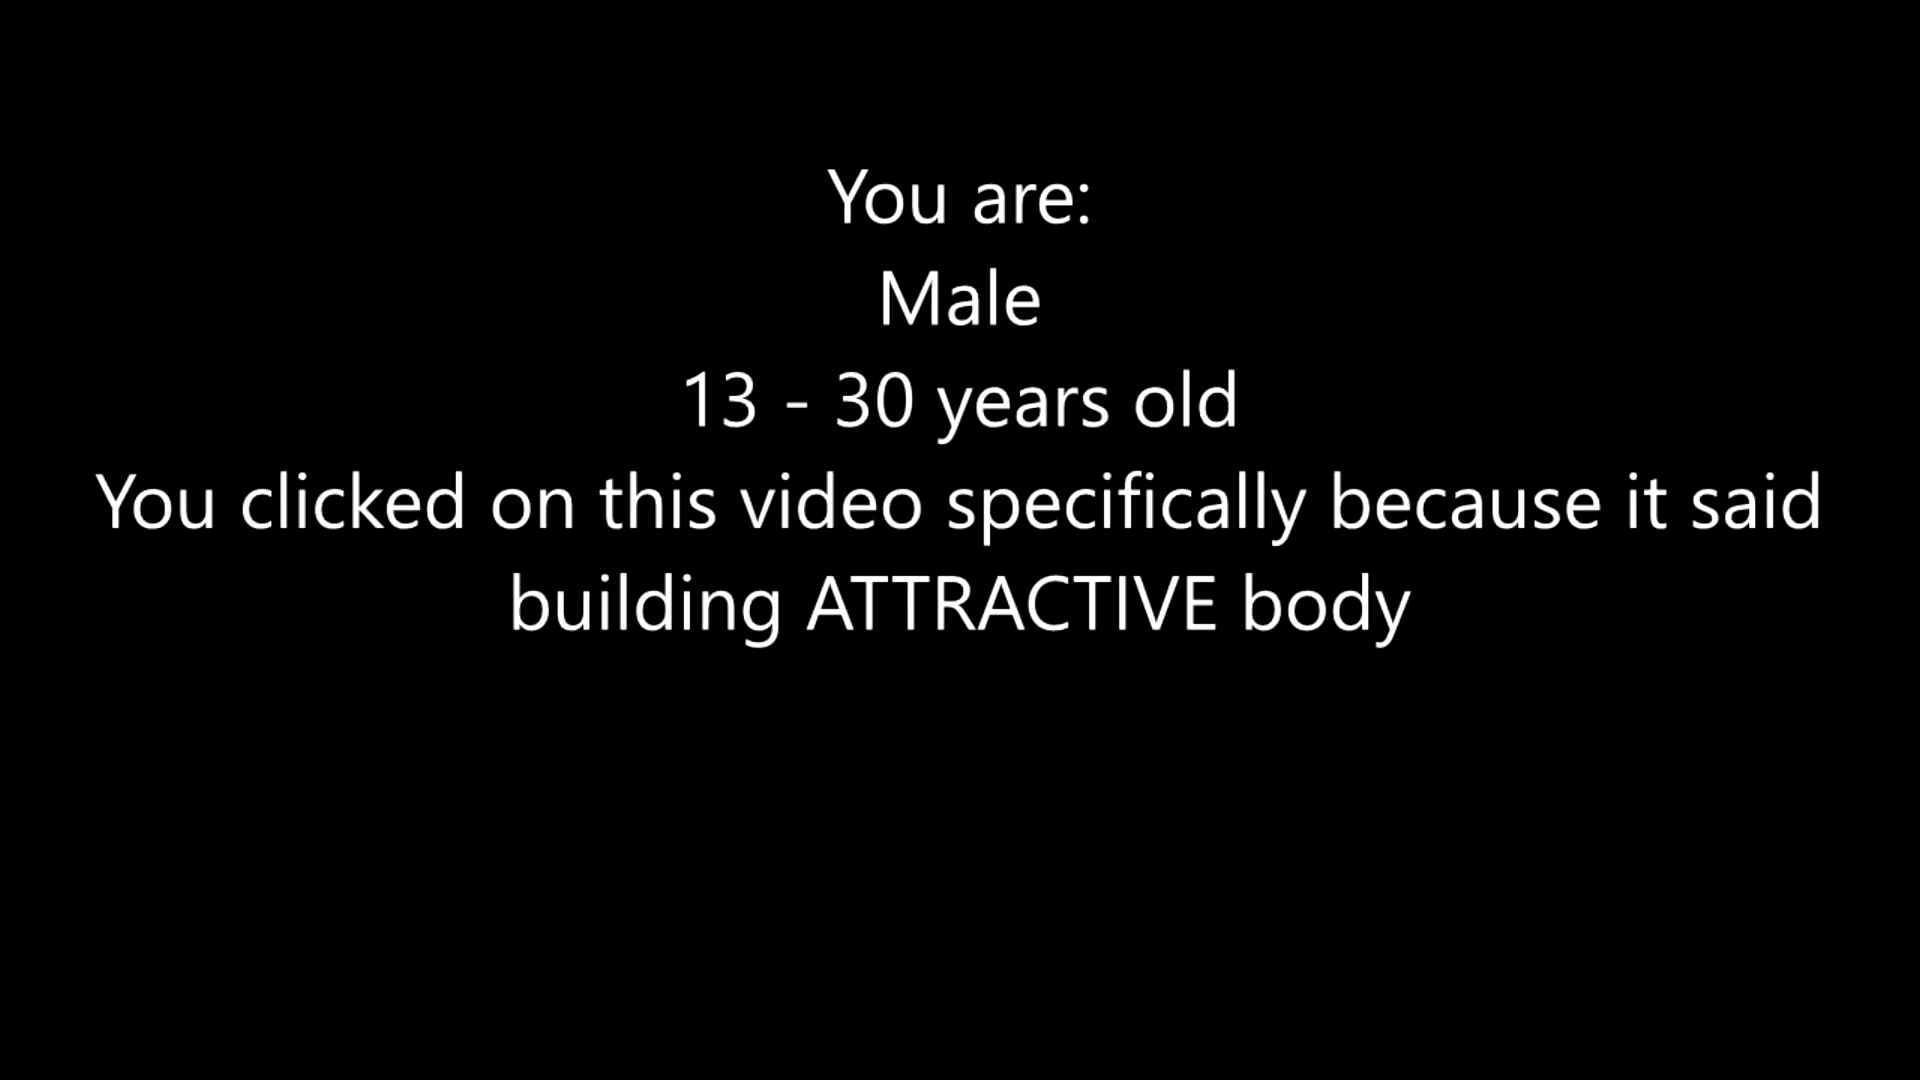 You are:
Male
13 - 30 years old
You clicked on this video specifically because it said
building ATTRACTIVE body